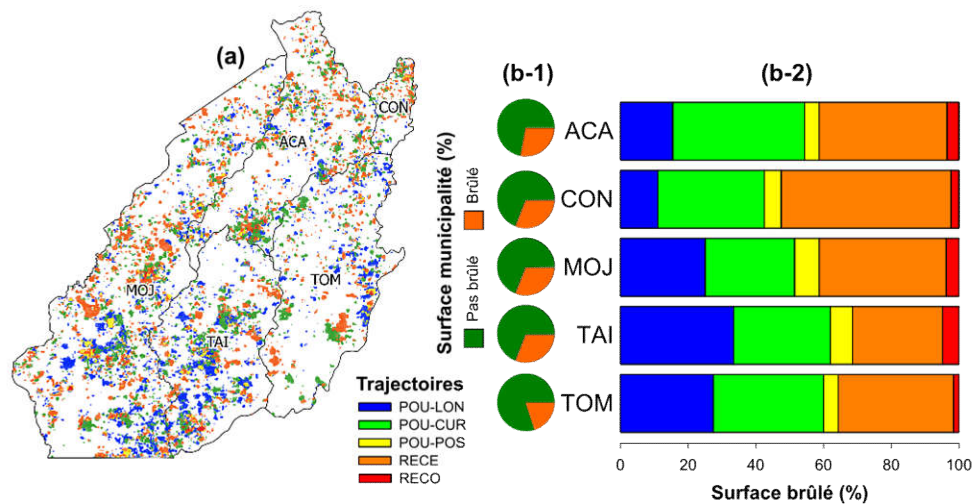 (a)
CON
ACA
MOJ
TOM
TAI
Trajectoires
POU-LON
POU-CUR
POU-POS
RECE
RECO
(b-1)
(b-2)
Surface municipalité (%)
Brûlé
Pas brûlé
ACA
CON
MOJ
TAI
TOM
0 20 40 60 80 100
Surface brûlé (%)